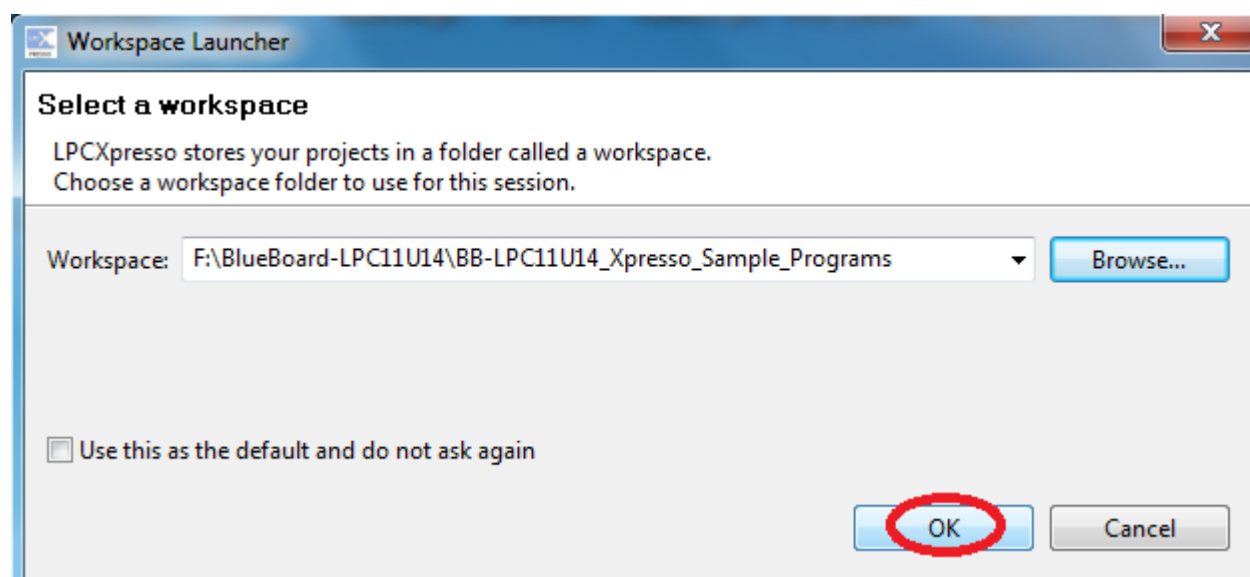 Workspace Launcher
Select a workspace
LPCXpresso stores your projects in a folder called a workspace.
Choose a workspace folder to use for this session.
Workspace: F:\BlueBoard-LPC11U14\BB-LPC11U14_Xpresso_Sample_Programs Browse...
Use this as the default and do not ask again
OK Cancel